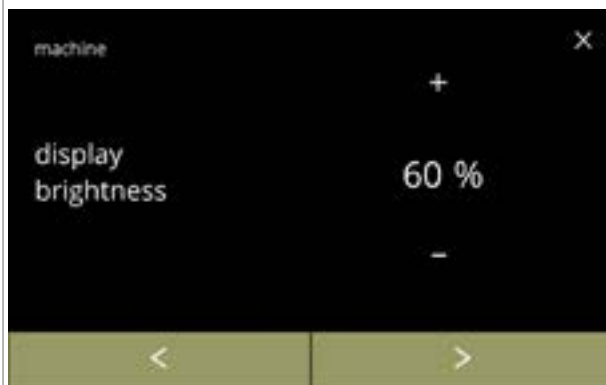 machine
×
+
display
brightness
60 %
-
<
>